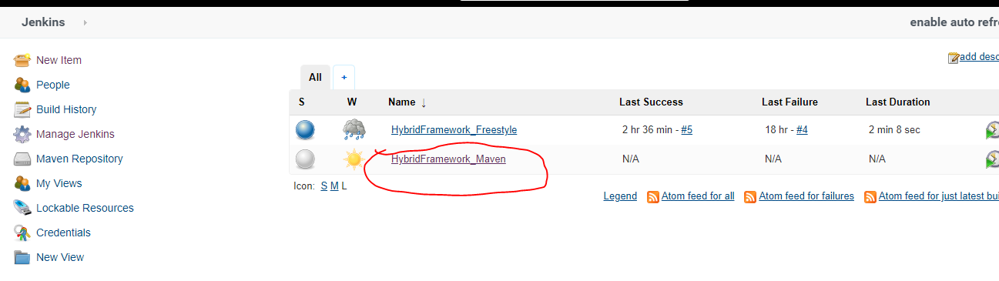 Jenkins
enable auto refr
New Item
People
Build History
Manage Jenkins
Maven Repository
My Views
Lockable Resources
Credentials
New View
add desc
All +
S W Name ↓ Last Success Last Failure Last Duration
HybridFramework_Freestyle 2 hr 36 min - #5 18 hr - #4 2 min 8 sec
HybridFramework_Maven N/A N/A N/A
Icon: S M L
Legend Atom feed for all Atom feed for failures Atom feed for just latest bui